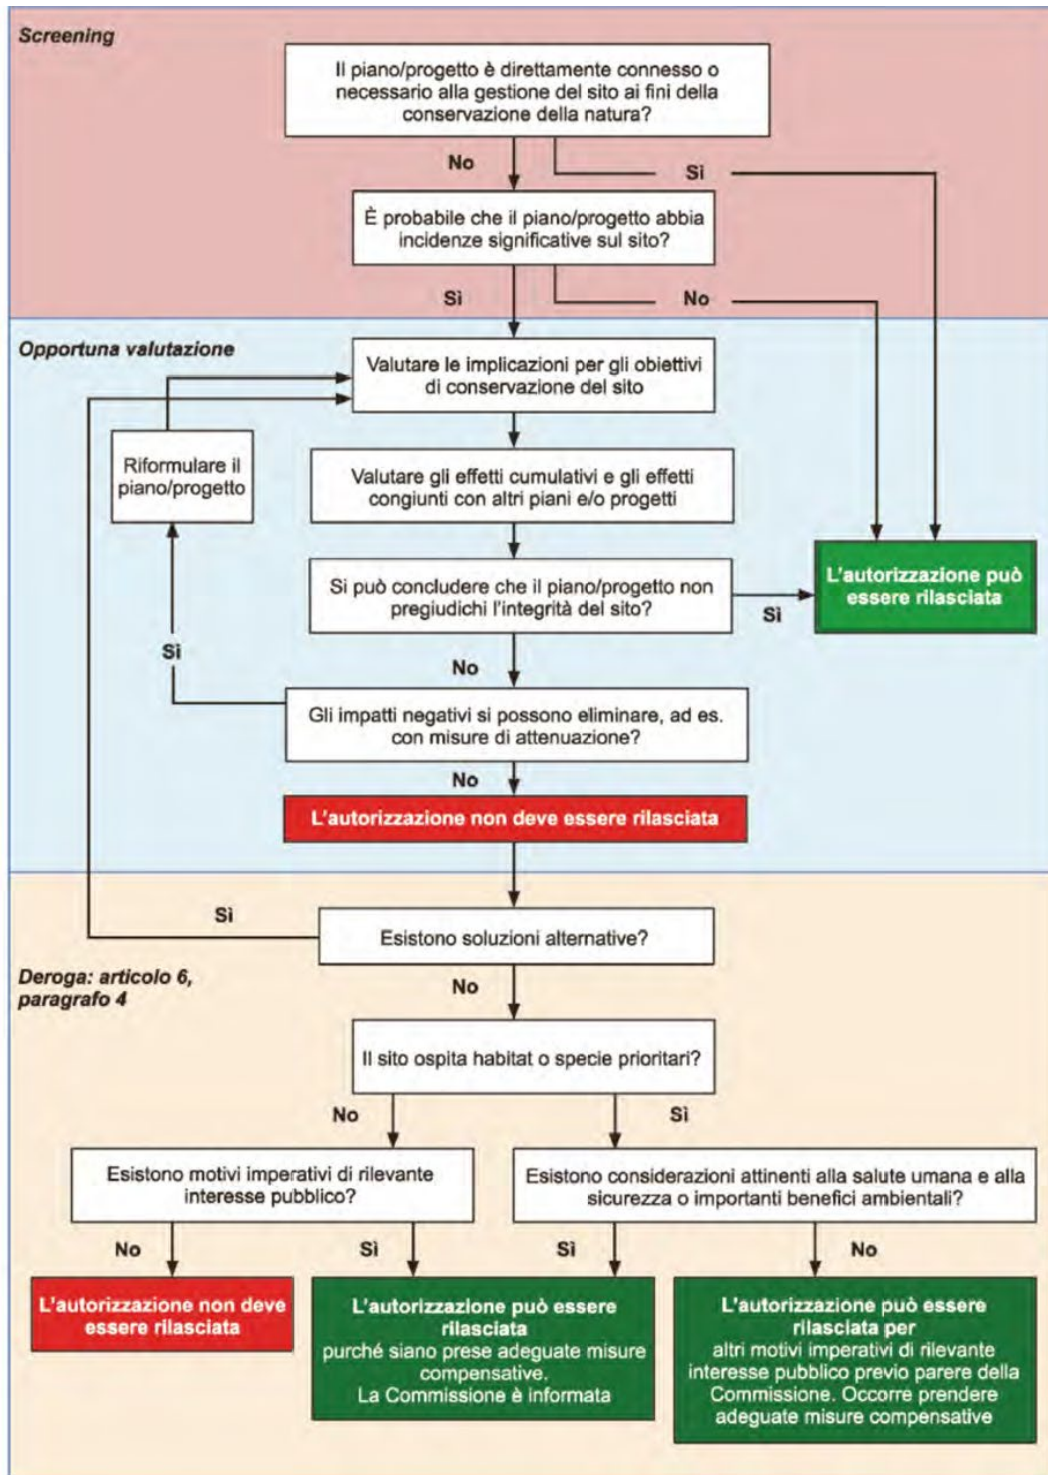 Screening
Il piano/progetto è direttamente connesso o
necessario alla gestione del sito ai fini della
conservazione della natura?
No
Sì
È probabile che il piano/progetto abbia
incidenze significative sul sito?
Sì
No
Opportuna valutazione
Valutare le implicazioni per gli obiettivi
di conservazione del sito
Riformulare il
piano/progetto
Valutare gli effetti cumulativi e gli effetti
congiunti con altri piani e/o progetti
Si può concludere che il piano/progetto non
pregiudichi l'integrità del sito?
Sì
L'autorizzazione può
essere rilasciata
Sì
No
Gli impatti negativi si possono eliminare, ad es.
con misure di attenuazione?
No
L'autorizzazione non deve essere rilasciata
Sì
Esistono soluzioni alternative?
Deroga: articolo 6,
paragrafo 4
No
Il sito ospita habitat o specie prioritari?
No
Sì
Esistono motivi imperativi di rilevante
interesse pubblico?
Esistono considerazioni attinenti alla salute umana e alla
sicurezza o importanti benefici ambientali?
No
Sì
Sì
No
L'autorizzazione non deve
essere rilasciata
L'autorizzazione può essere
rilasciata
purché siano prese adeguate misure
compensative.
La Commissione è informata
L'autorizzazione può essere
rilasciata per
altri motivi imperativi di rilevante
interesse pubblico previo parere della
Commissione. Occorre prendere
adeguate misure compensative